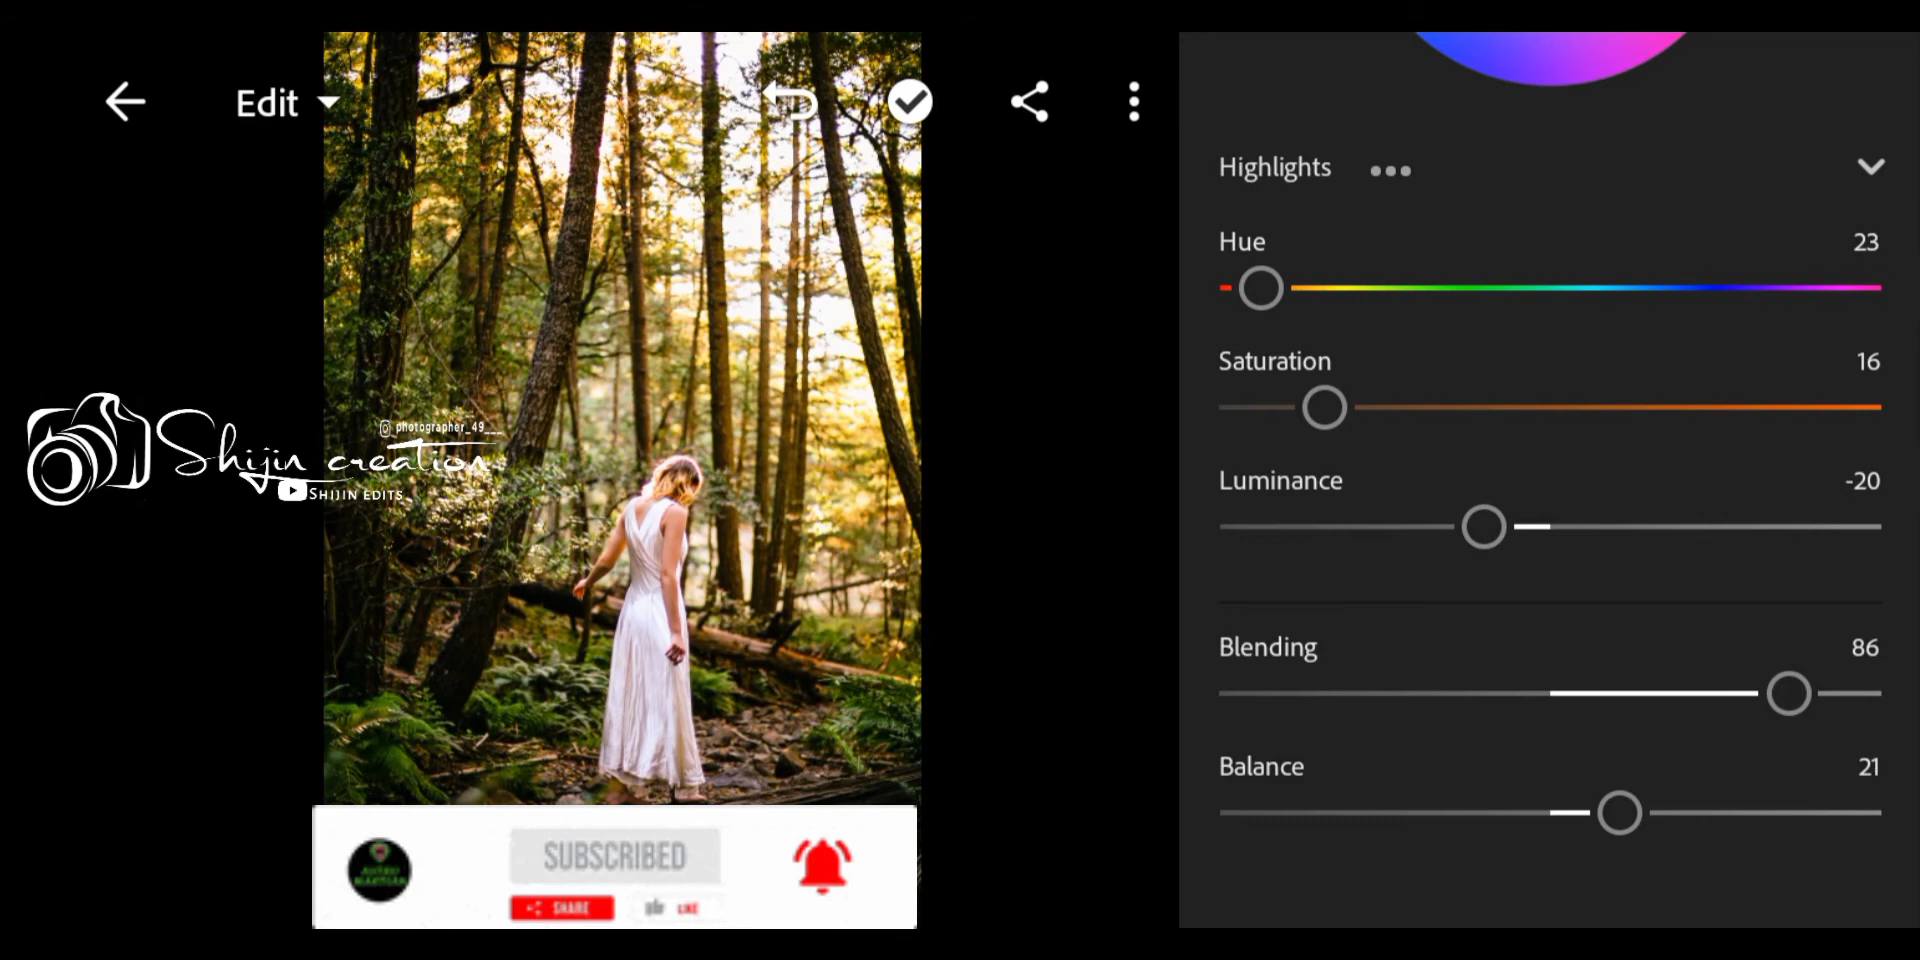 Edit
photographer_49___
Shijin creation
SHIJIN EDITS
SUBSCRIBED
SHARE
LIKE
Highlights
Hue 23
Saturation 16
Luminance -20
Blending 86
Balance 21